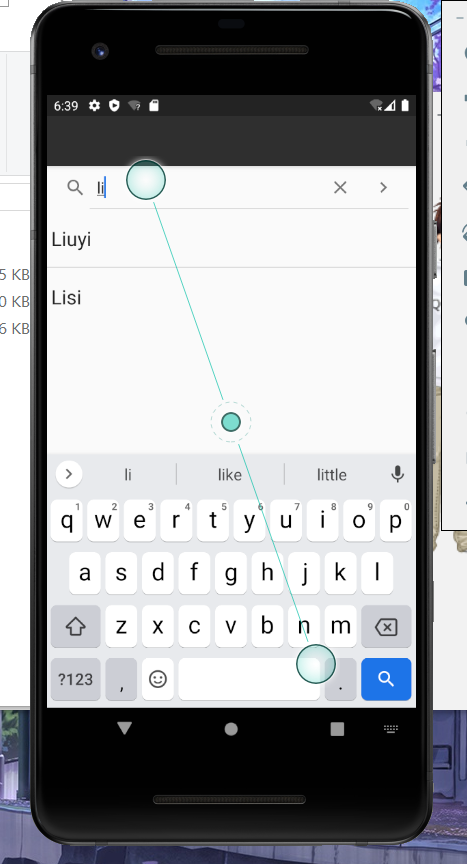 6:39
li
Liuyi
Lisi
5 KB
0 KB
6 KB
li like little
q1 w2 e3 r4 t5 y6 u7 i8 o9 p0
a s d f g h j k l
z x c v b n m
?123 , .